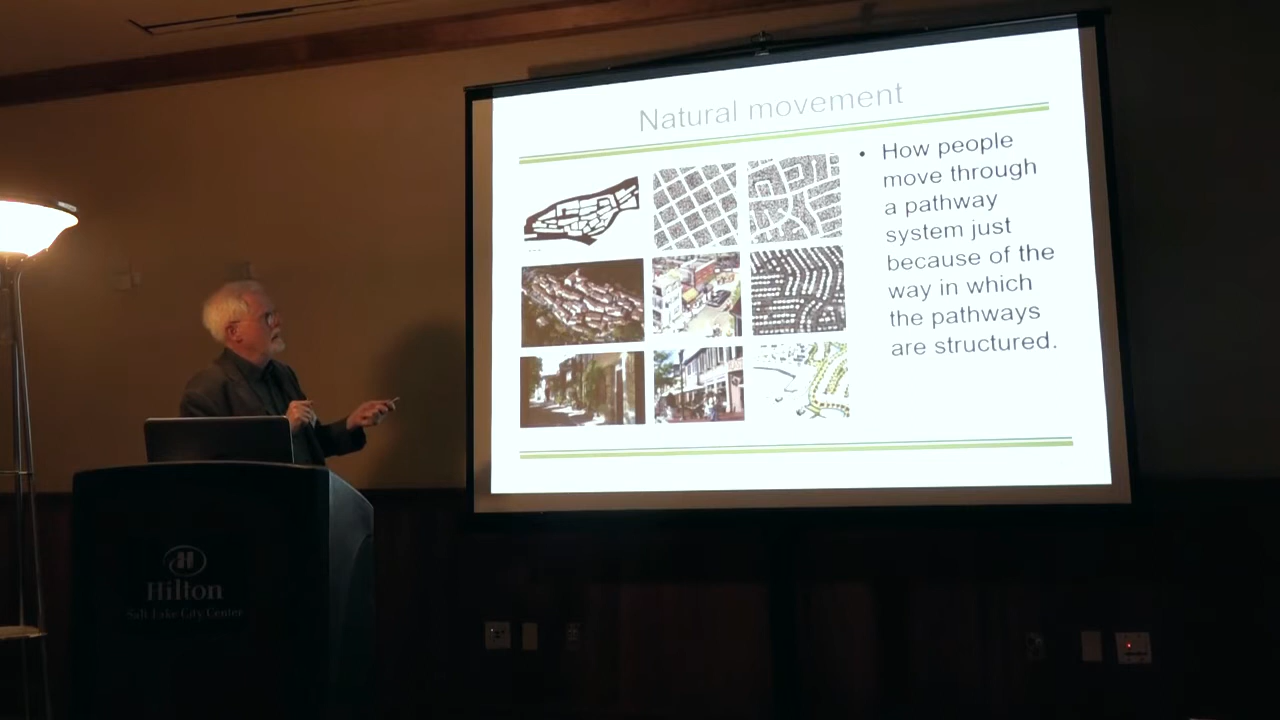 Natural movement
• How people
move through
a pathway
system just
because of the
way in which
the pathways
are structured.
Hilton
Salt Lake City Center